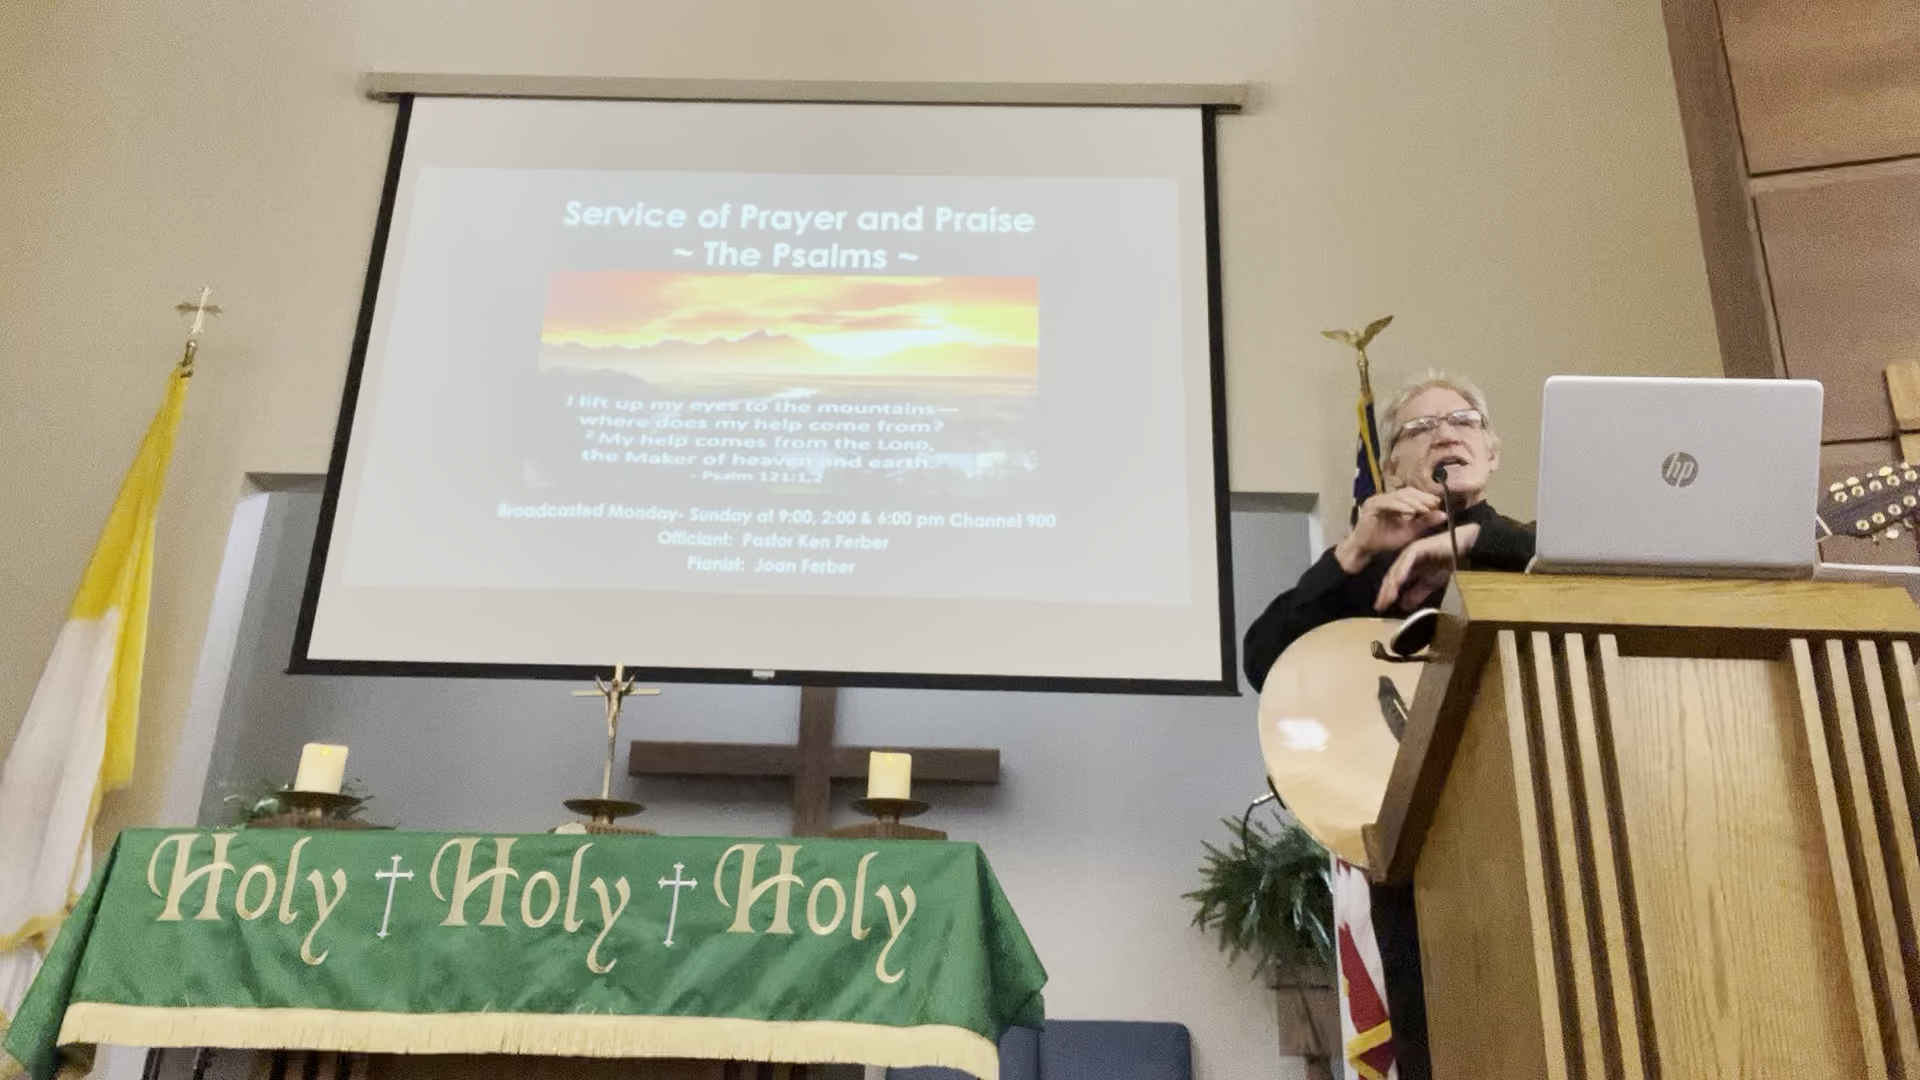 Service of Prayer and Praise
~ The Psalms ~
I lift up my eyes to the mountains—
where does my help come from?
² My help comes from the LORD,
the Maker of heaven and earth.
- Psalm 121:1,2
Broadcasted Monday- Sunday at 9:00, 2:00 & 6:00 pm Channel 900
Officiant: Pastor Ken Ferber
Pianist: Joan Ferber
hp
Holy † Holy † Holy